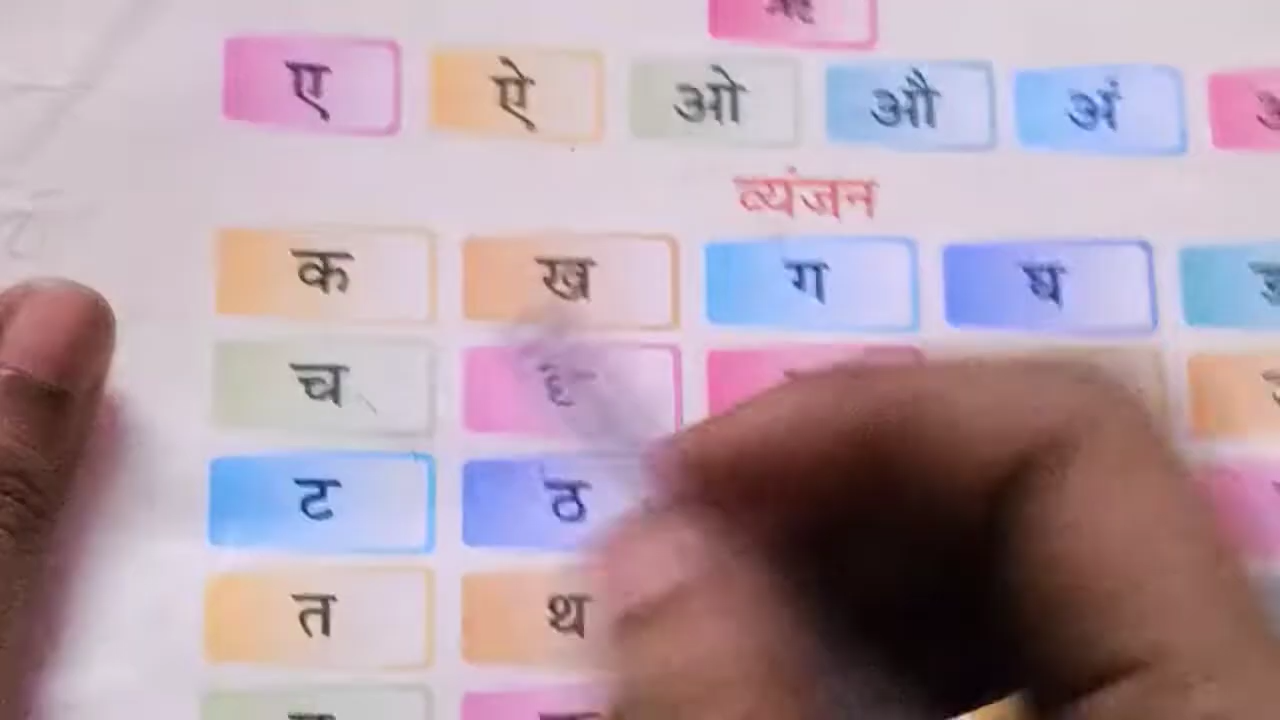 ए ऐ ओ औ अं
व्यंजन
क ख ग घ
च
ट ठ
त थ